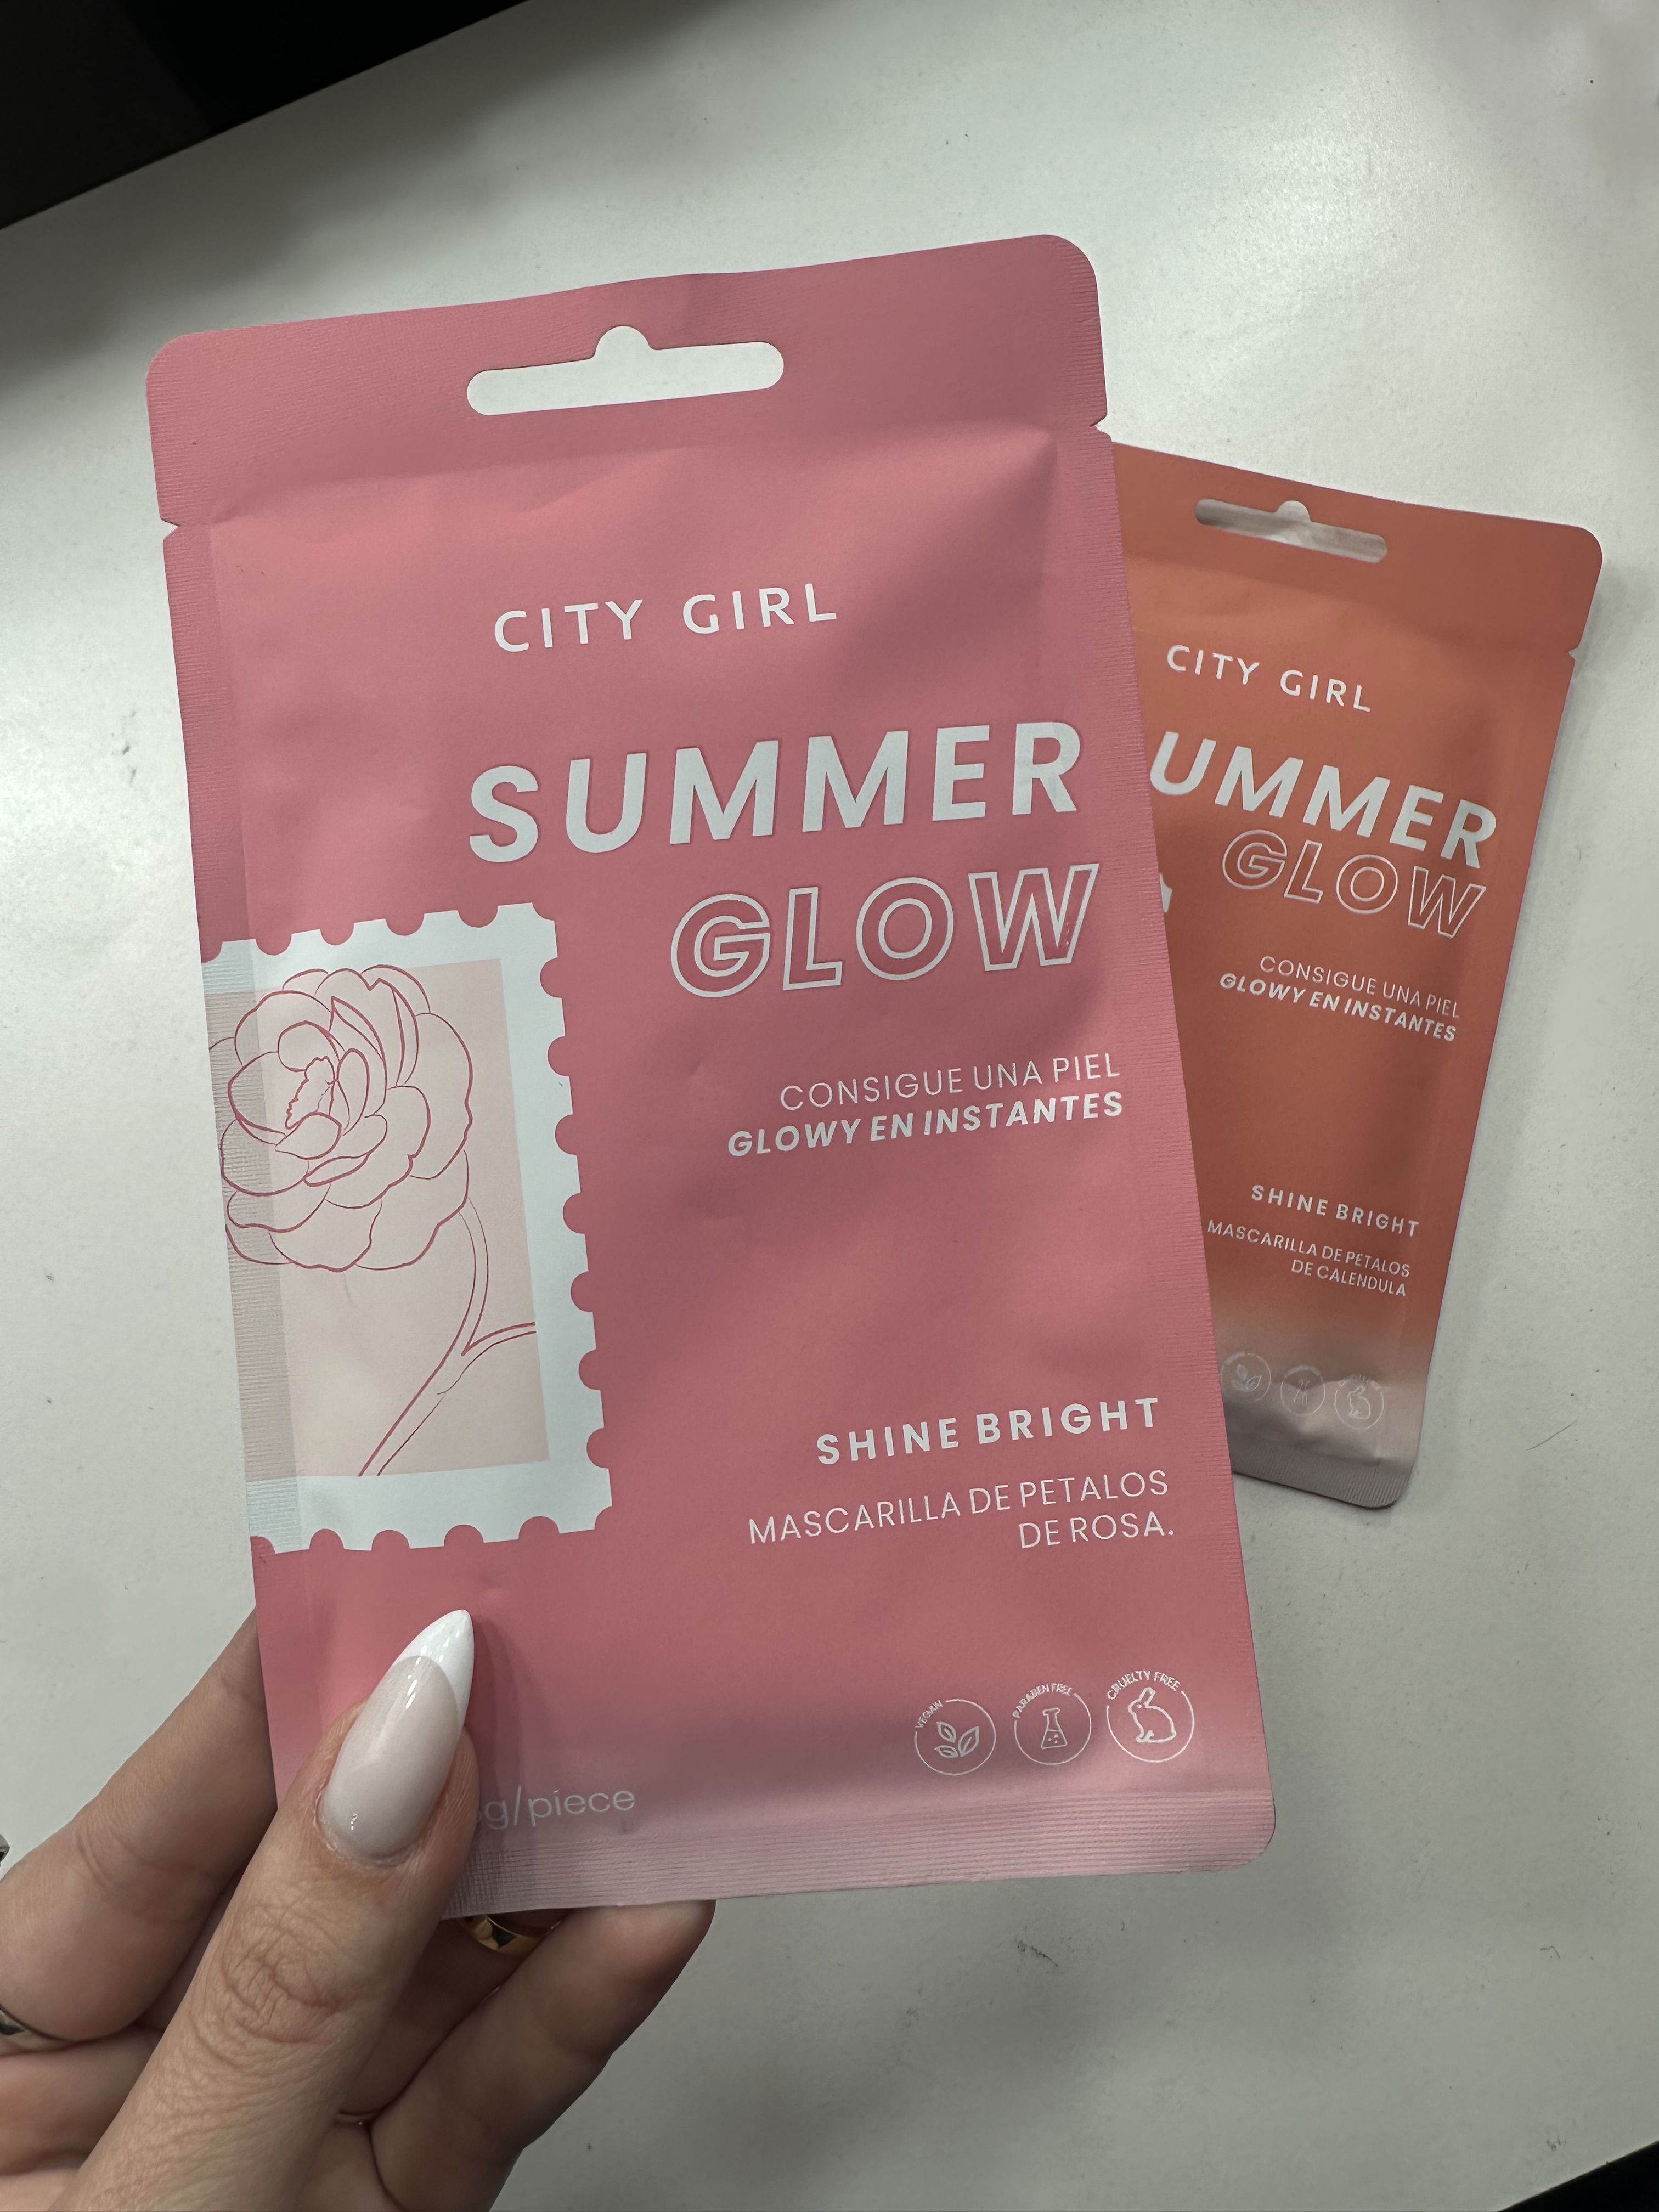 CITY GIRL
SUMMER
GLOW
CONSIGUE UNA PIEL
GLOWY EN INSTANTES
SHINE BRIGHT
MASCARILLA DE PETALOS
DE ROSA.
VEGAN
PARABEN FREE
CRUELTY FREE
g/piece
CITY GIRL
UMMER
GLOW
CONSIGUE UNA PIEL
GLOWY EN INSTANTES
SHINE BRIGHT
MASCARILLA DE PETALOS
DE CALENDULA